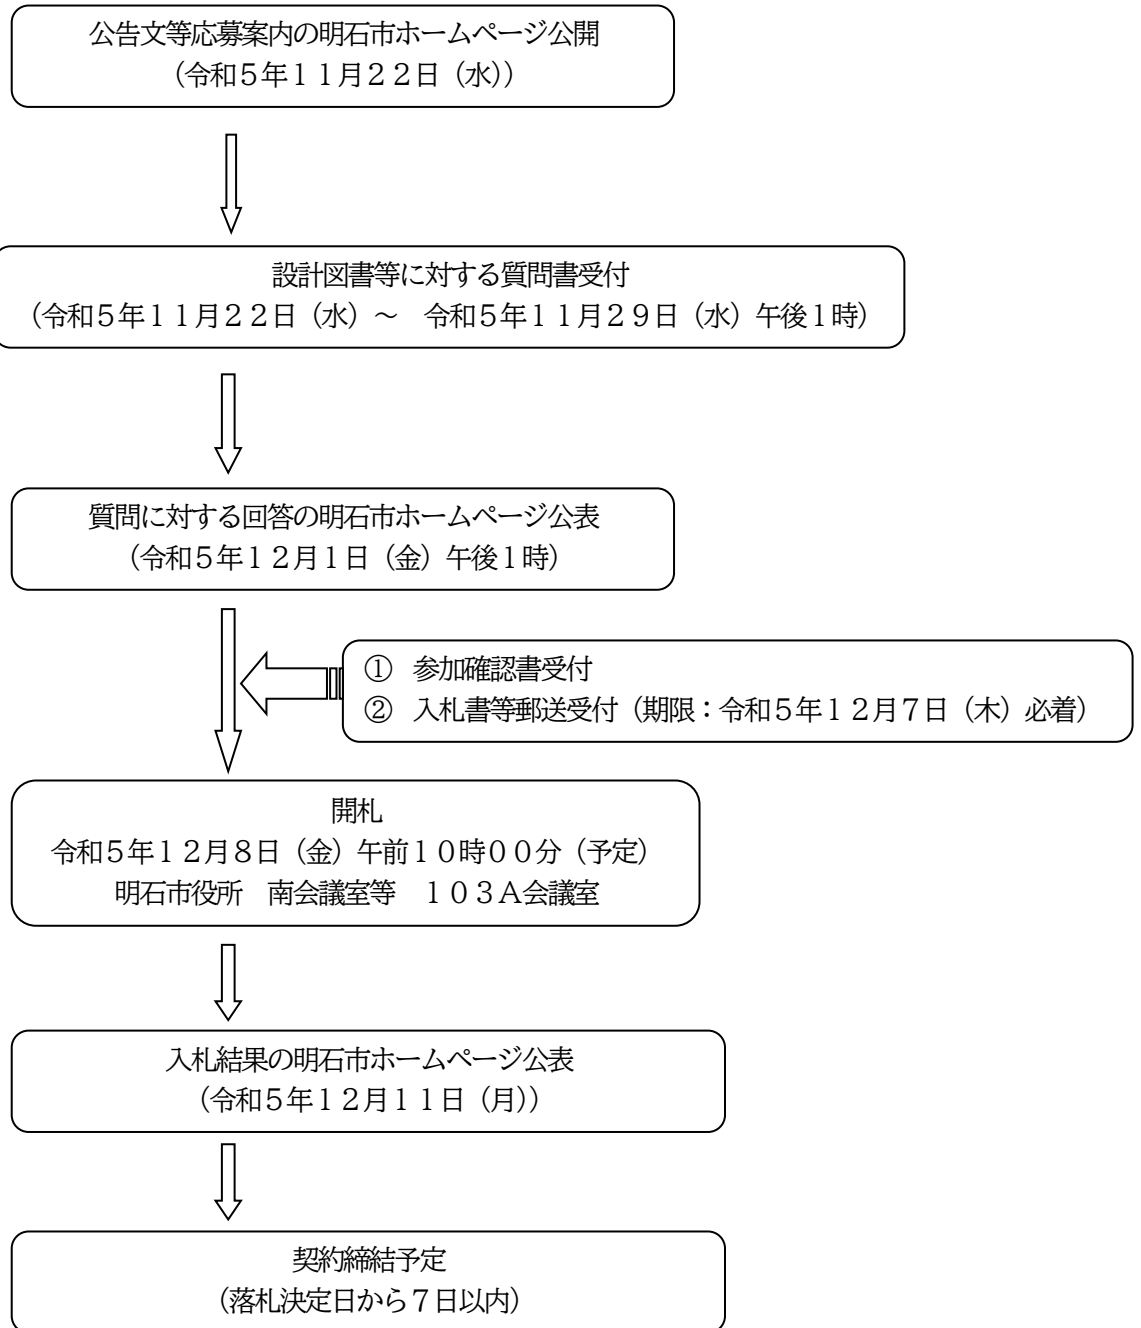 公告文等応募案内の明石市ホームページ公開
（令和５年１１月２２日（水））
設計図書等に対する質問書受付
（令和５年１１月２２日（水）～　令和５年１１月２９日（水）午後１時）
質問に対する回答の明石市ホームページ公表
（令和５年１２月１日（金）午後１時）
①　参加確認書受付
②　入札書等郵送受付（期限：令和５年１２月７日（木）必着）
開札
令和５年１２月８日（金）午前１０時００分（予定）
明石市役所　南会議室等　１０３Ａ会議室
入札結果の明石市ホームページ公表
（令和５年１２月１１日（月））
契約締結予定
（落札決定日から７日以内）